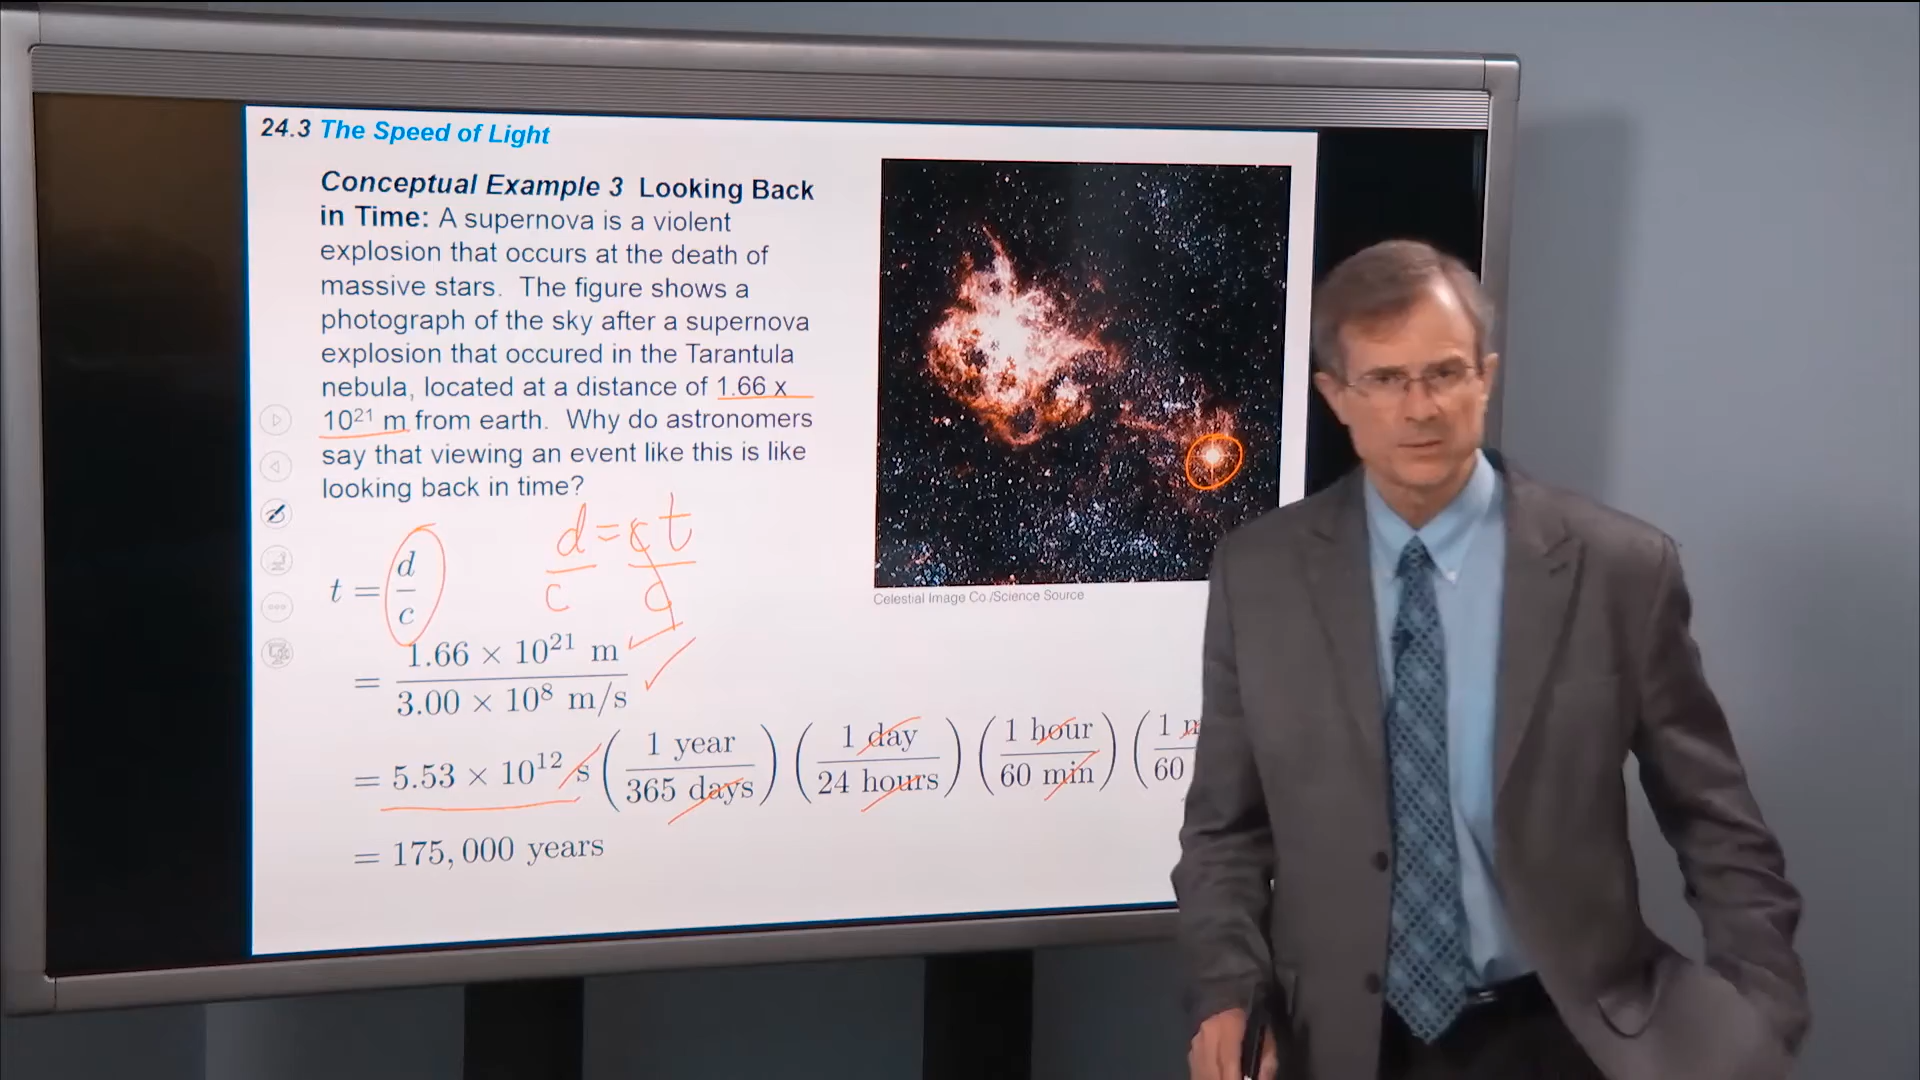 24.3 The Speed of Light
Conceptual Example 3 Looking Back
in Time: A supernova is a violent
explosion that occurs at the death of
massive stars. The figure shows a
photograph of the sky after a supernova
explosion that occured in the Tarantula
nebula, located at a distance of 1.66 x
10²¹ m from earth. Why do astronomers
say that viewing an event like this is like
looking back in time?
Celestial Image Co./Science Source
d = ct
c c
t = d/c
= 1.66 × 10²¹ m / 3.00 × 10⁸ m/s
= 5.53 × 10¹² s (1 year / 365 days) (1 day / 24 hours) (1 hour / 60 min) (1 m / 60
= 175,000 years